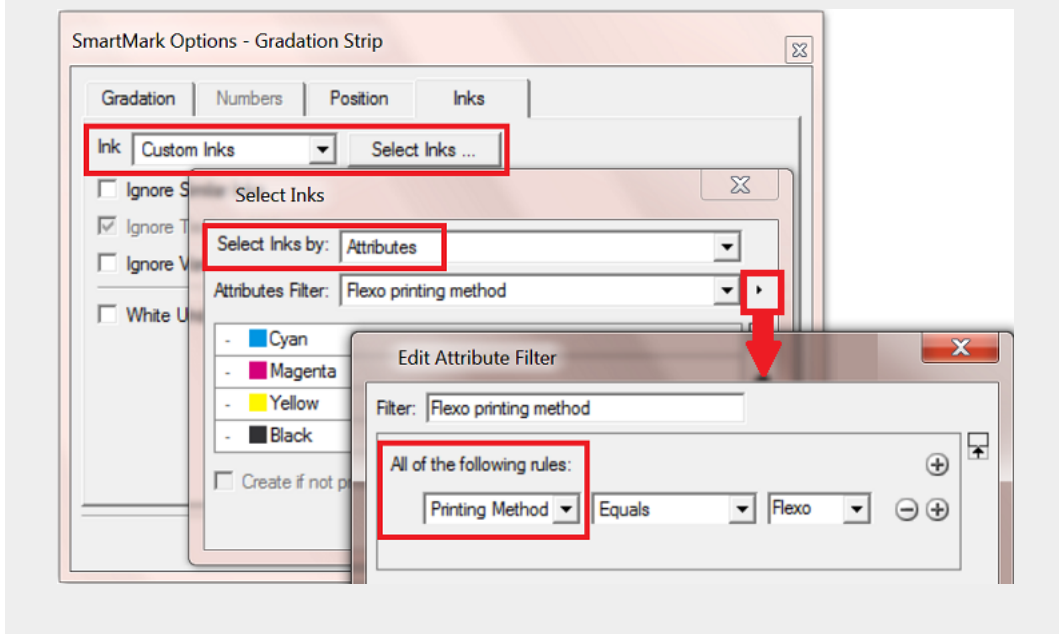 SmartMark Options - Gradation Strip
Gradation Numbers Position Inks
Ink Custom Inks Select Inks ...
Ignore S
Select Inks
Ignore T
Select Inks by: Attributes
Ignore V
Attributes Filter: Flexo printing method
White U
- Cyan
- Magenta
- Yellow
- Black
Create if not p
Edit Attribute Filter
Filter: Flexo printing method
All of the following rules:
Printing Method Equals Flexo